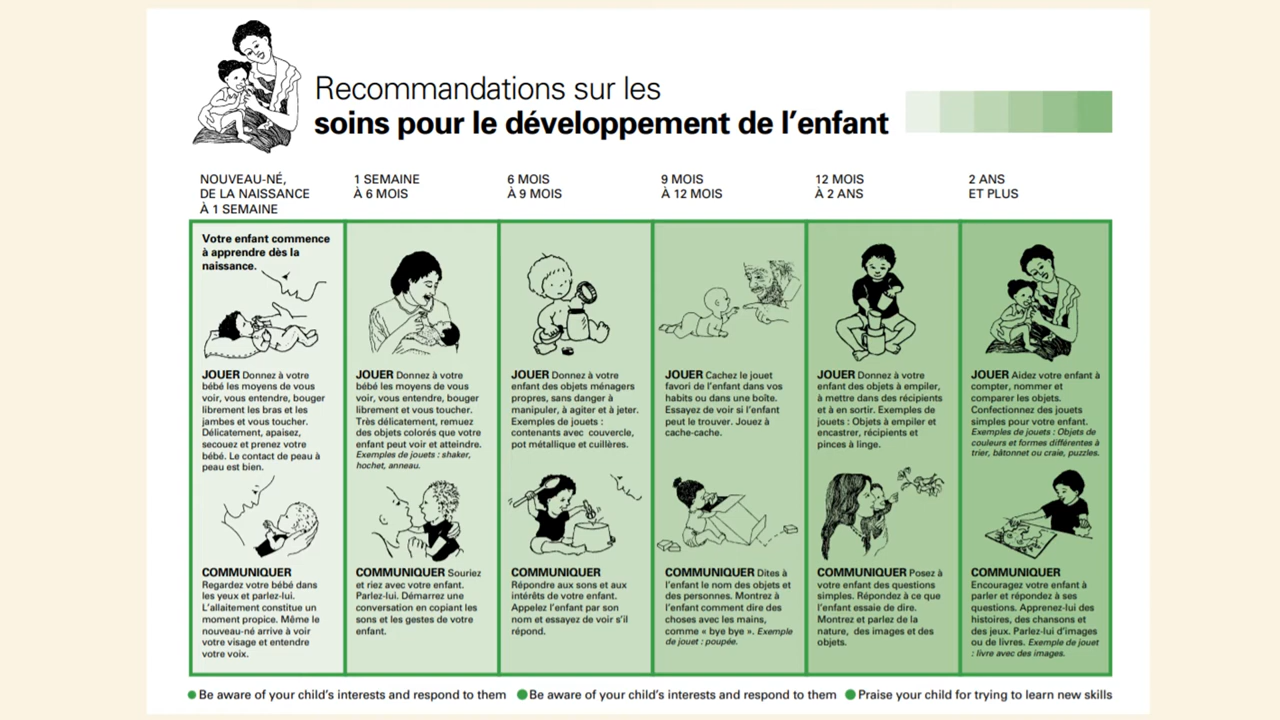 Recommandations sur les
soins pour le développement de l'enfant
NOUVEAU-NÉ,
DE LA NAISSANCE
À 1 SEMAINE
1 SEMAINE
À 6 MOIS
6 MOIS
À 9 MOIS
9 MOIS
À 12 MOIS
12 MOIS
À 2 ANS
2 ANS
ET PLUS
Votre enfant commence
à apprendre dès la
naissance.
JOUER Donnez à votre
bébé les moyens de vous
voir, vous entendre, bouger
librement les bras et les
jambes et vous toucher.
Délicatement, apaisez,
secouez et prenez votre
bébé. Le contact de peau à
peau est bien.
COMMUNIQUER
Regardez votre bébé dans
les yeux et parlez-lui.
L'allaitement constitue un
moment propice. Même le
nouveau-né arrive à voir
votre visage et entendre
votre voix.
JOUER Donnez à votre
bébé les moyens de vous
voir, vous entendre, bouger
librement et vous toucher.
Très délicatement, remuez
des objets colorés que votre
enfant peut voir et atteindre.
Exemples de jouets : shaker,
hochet, anneau.
COMMUNIQUER Souriez
et riez avec votre enfant.
Parlez-lui. Démarrez une
conversation en copiant les
sons et les gestes de votre
enfant.
JOUER Donnez à votre
enfant des objets ménagers
propres, sans danger à
manipuler, à agiter et à jeter.
Exemples de jouets :
contenants avec couvercle,
pot métallique et cuillères.
COMMUNIQUER
Répondre aux sons et aux
intérêts de votre enfant.
Appelez l'enfant par son
nom et essayez de voir s'il
répond.
JOUER Cachez le jouet
favori de l'enfant dans vos
habits ou dans une boîte.
Essayez de voir si l'enfant
peut le trouver. Jouez à
cache-cache.
COMMUNIQUER Dites à
l'enfant le nom des objets et
des personnes. Montrez à
l'enfant comment dire des
choses avec les mains,
comme « bye bye ». Exemple
de jouet : poupée.
JOUER Donnez à votre
enfant des objets à empiler,
à mettre dans des récipients
et à en sortir. Exemples de
jouets : Objets à empiler et
encastrer, récipients et
pinces à linge.
COMMUNIQUER Posez à
votre enfant des questions
simples. Répondez à ce que
l'enfant essaie de dire.
Montrez et parlez de la
nature, des images et des
objets.
JOUER Aidez votre enfant à
compter, nommer et
comparer les objets.
Confectionnez des jouets
simples pour votre enfant.
Exemples de jouets : Objets de
couleurs et formes différentes à
trier, bâtonnet ou craie, puzzles.
COMMUNIQUER
Encouragez votre enfant à
parler et répondez à ses
questions. Apprenez-lui des
histoires, des chansons et
des jeux. Parlez-lui d'images
ou de livres. Exemple de jouet
: livre avec des images.
Be aware of your child's interests and respond to them Be aware of your child's interests and respond to them Praise your child for trying to learn new skills